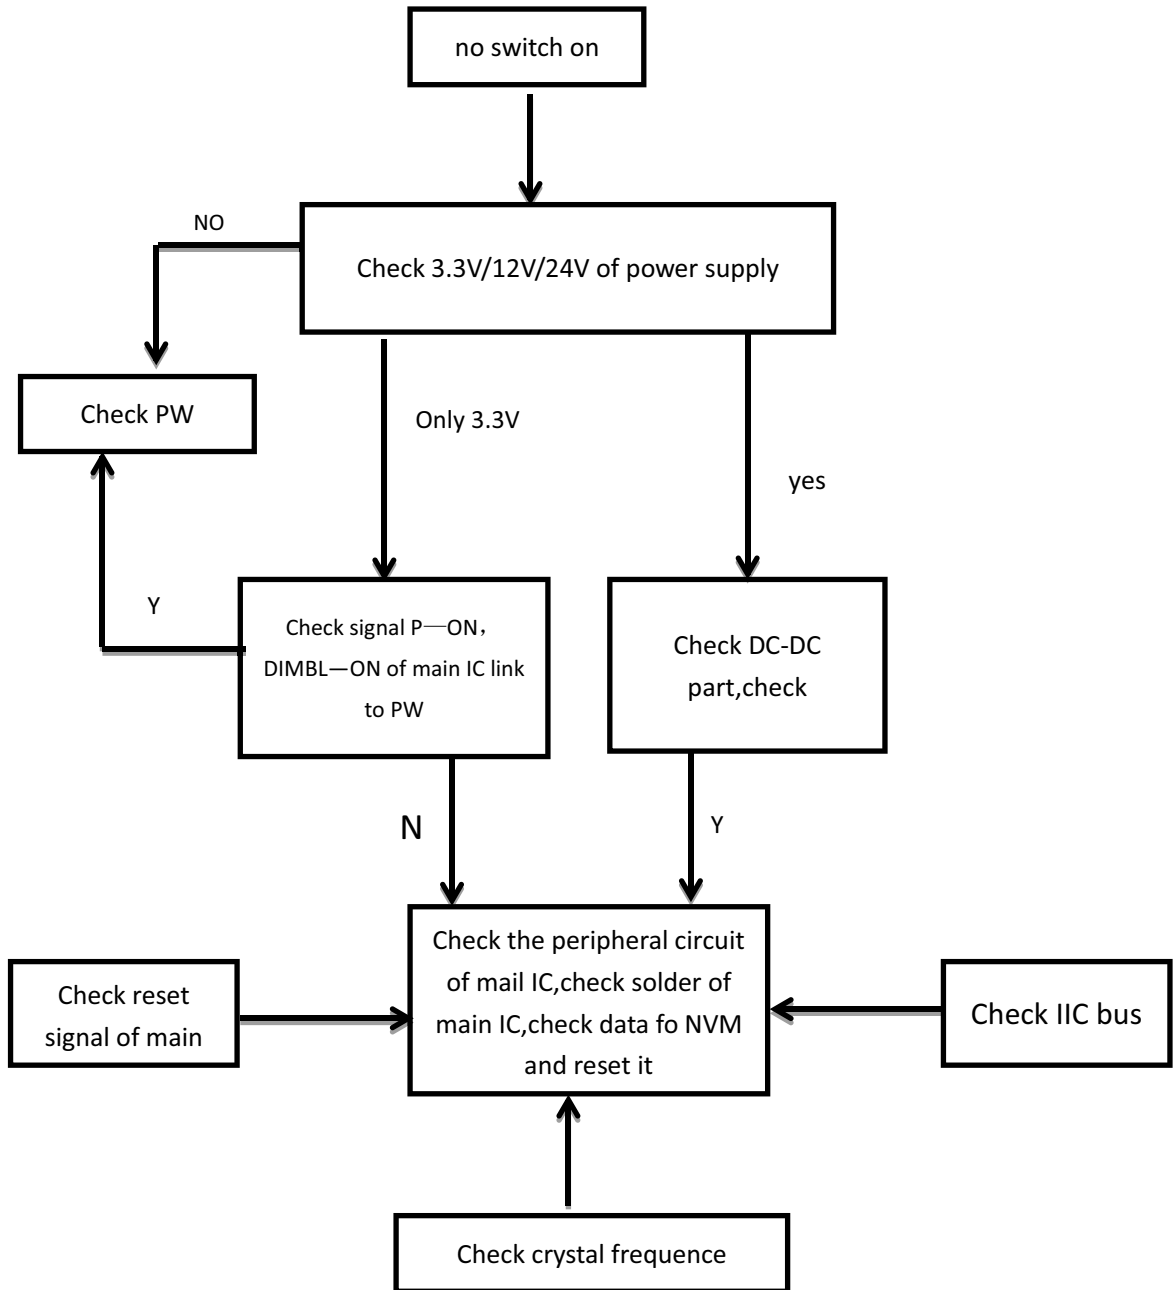 no switch on
NO
Check 3.3V/12V/24V of power supply
Check PW
Only 3.3V
yes
Y
Check signal P—ON，
DIMBL—ON of main IC link
to PW
Check DC-DC
part,check
N
Y
Check the peripheral circuit
of mail IC,check solder of
main IC,check data fo NVM
and reset it
Check reset
signal of main
Check IIC bus
Check crystal frequence